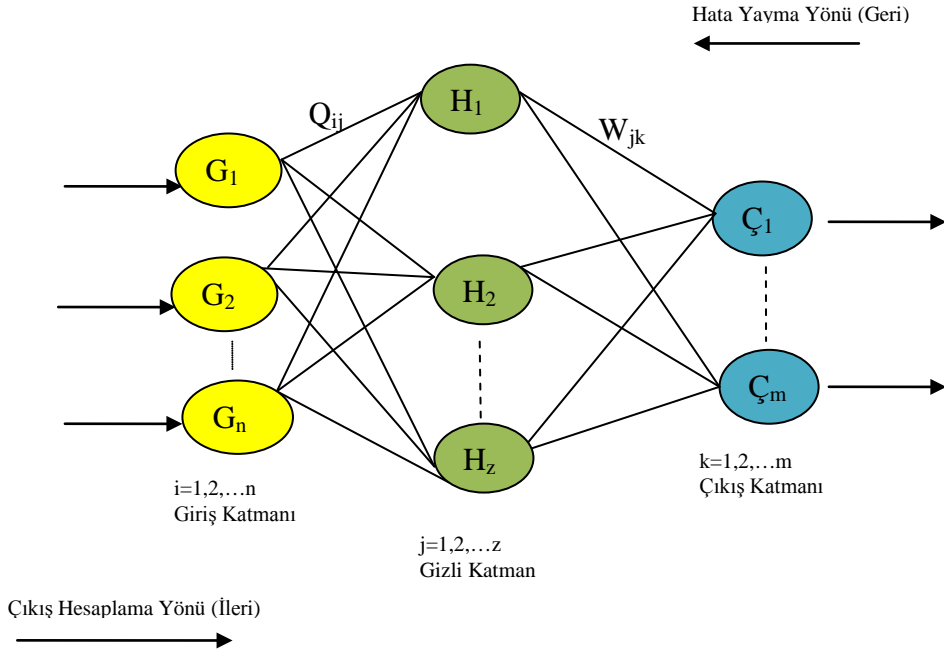 Hata Yayma Yönü (Geri)
H₁
Qᵢⱼ
Wⱼₖ
G₁
Ç₁
G₂
H₂
Çₘ
Gₙ
H_z
k=1,2,…m
Çıkış Katmanı
i=1,2,…n
Giriş Katmanı
j=1,2,…z
Gizli Katman
Çıkış Hesaplama Yönü (İleri)